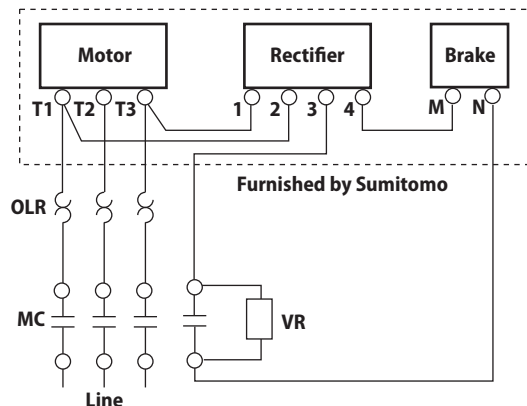 Motor Rectifier Brake
T1 T2 T3 1 2 3 4 M N
Furnished by Sumitomo
OLR
MC VR
Line